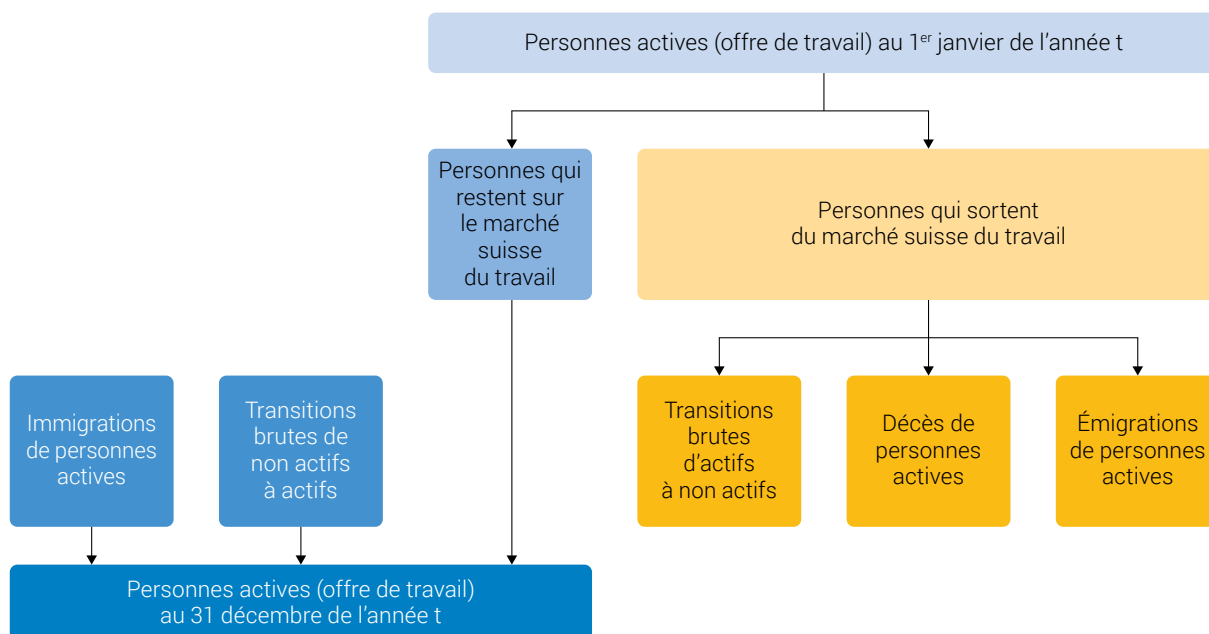 Personnes actives (offre de travail) au 1er janvier de l’année t
Personnes qui
restent sur
le marché
suisse
du travail
Personnes qui sortent
du marché suisse du travail
Immigrations
de personnes
actives
Transitions
brutes de
non actifs
à actifs
Transitions
brutes
d’actifs
à non actifs
Décès de
personnes
actives
Émigrations
de personnes
actives
Personnes actives (offre de travail)
au 31 décembre de l’année t